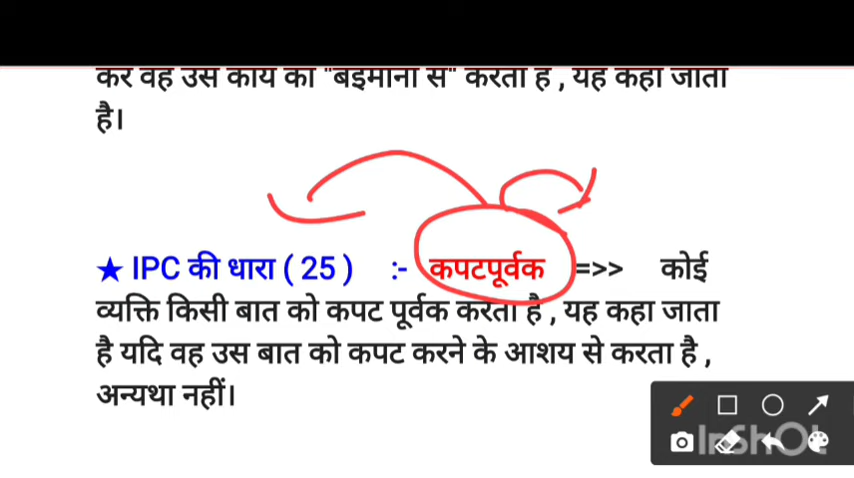 कर वह उस कार्य को "बेईमानी से" करता है , यह कहा जाता
है।
★ IPC की धारा ( 25 ) :- कपटपूर्वक =>> कोई
व्यक्ति किसी बात को कपट पूर्वक करता है , यह कहा जाता
है यदि वह उस बात को कपट करने के आशय से करता है ,
अन्यथा नहीं।
InShot